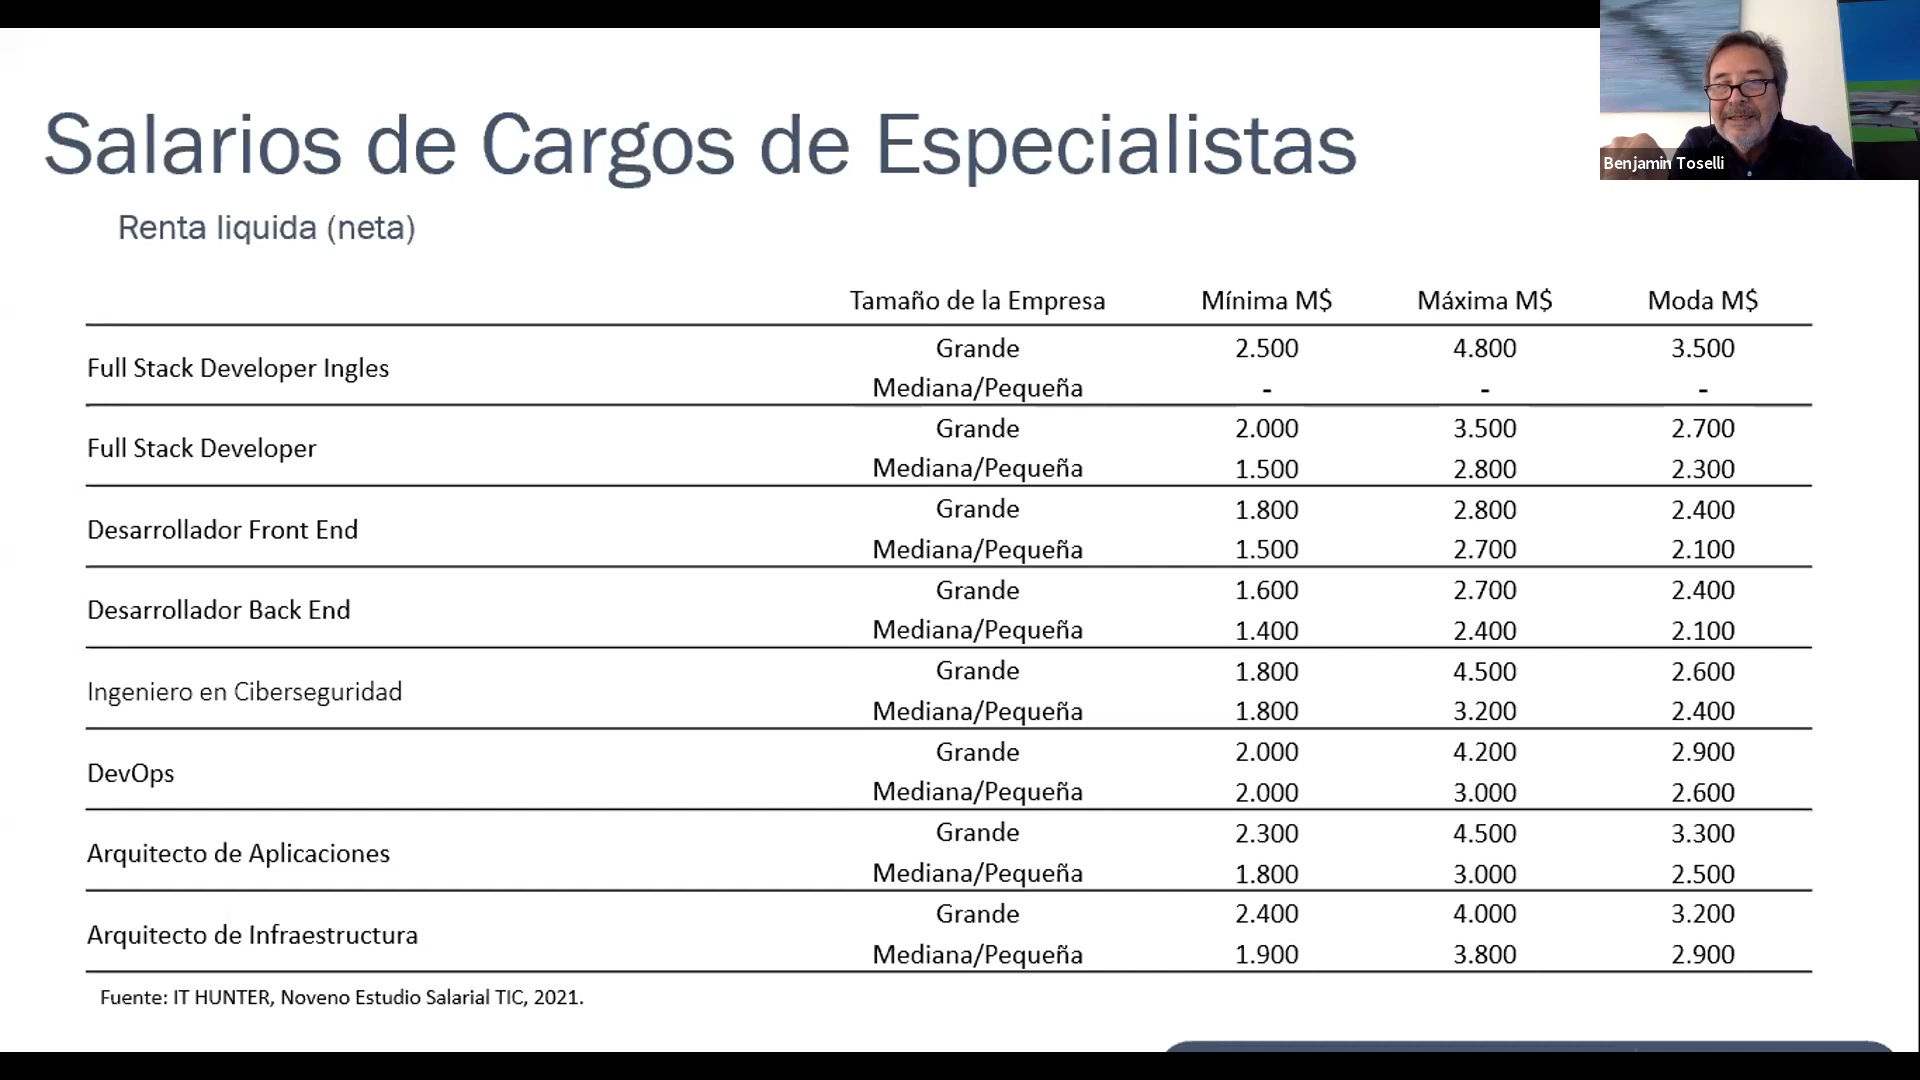 Salarios de Cargos de Especialistas
Benjamin Toselli
Renta liquida (neta)
Tamaño de la Empresa Mínima M$ Máxima M$ Moda M$
Full Stack Developer Ingles
Grande 2.500 4.800 3.500
Mediana/Pequeña - - -
Full Stack Developer
Grande 2.000 3.500 2.700
Mediana/Pequeña 1.500 2.800 2.300
Desarrollador Front End
Grande 1.800 2.800 2.400
Mediana/Pequeña 1.500 2.700 2.100
Desarrollador Back End
Grande 1.600 2.700 2.400
Mediana/Pequeña 1.400 2.400 2.100
Ingeniero en Ciberseguridad
Grande 1.800 4.500 2.600
Mediana/Pequeña 1.800 3.200 2.400
DevOps
Grande 2.000 4.200 2.900
Mediana/Pequeña 2.000 3.000 2.600
Arquitecto de Aplicaciones
Grande 2.300 4.500 3.300
Mediana/Pequeña 1.800 3.000 2.500
Arquitecto de Infraestructura
Grande 2.400 4.000 3.200
Mediana/Pequeña 1.900 3.800 2.900
Fuente: IT HUNTER, Noveno Estudio Salarial TIC, 2021.